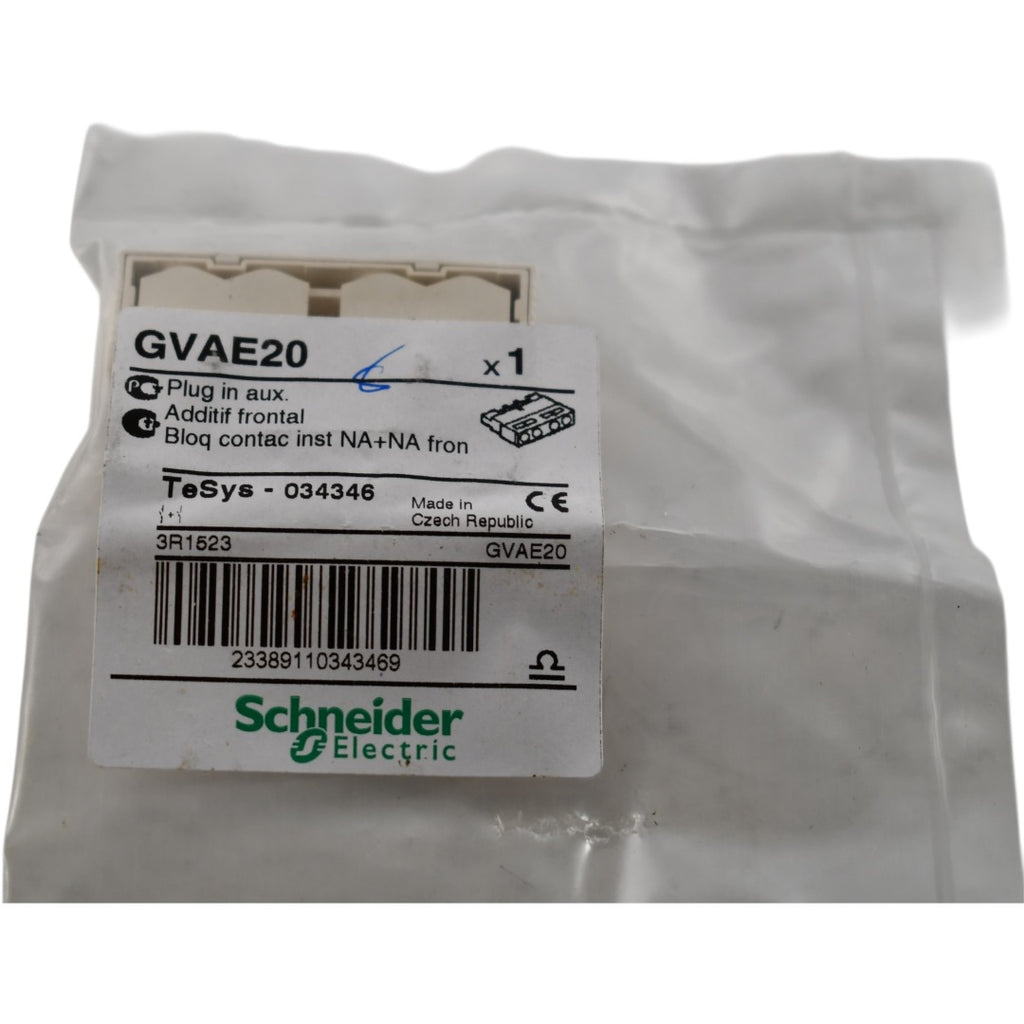 GVAE20 x1
Plug in aux.
Additif frontal
Bloq contac inst NA+NA fron
TeSys - 034346
Made in
Czech Republic
CE
3R1523 GVAE20
23389110343469
Schneider
Electric